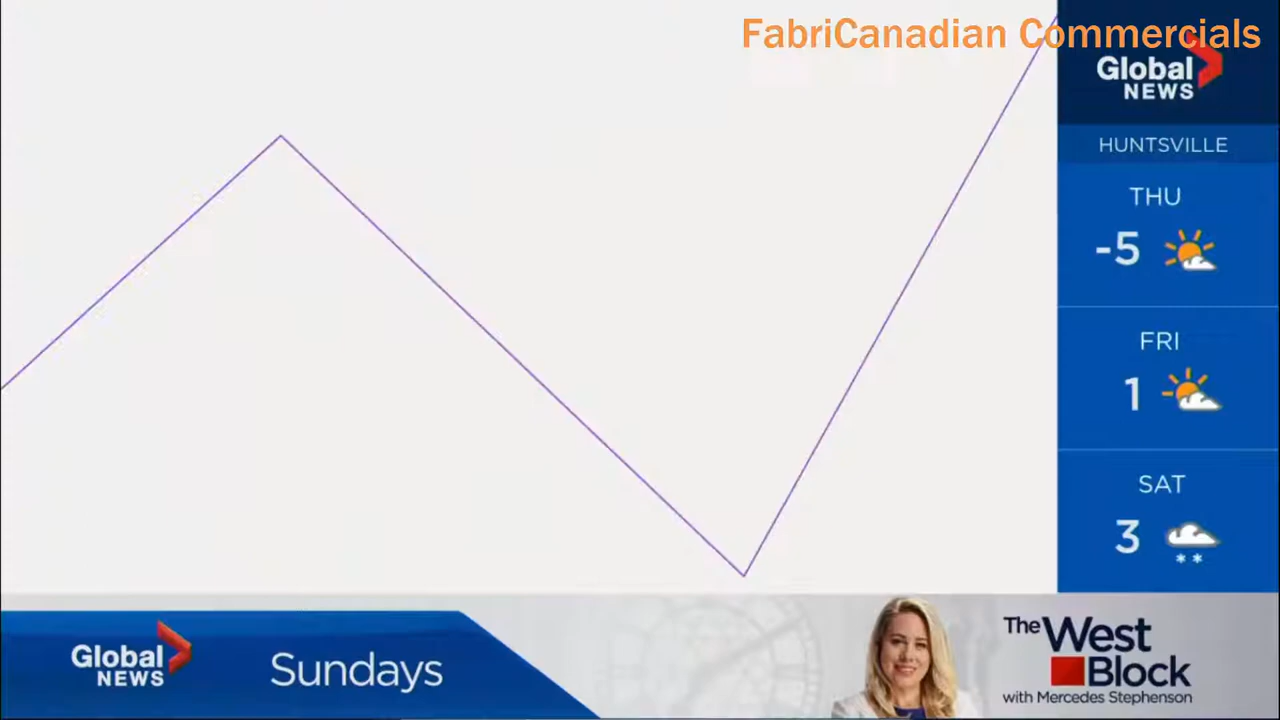 FabriCanadian Commercials
Global
NEWS
HUNTSVILLE
THU
-5
FRI
1
SAT
3
Global
NEWS
Sundays
The West
Block
with Mercedes Stephenson